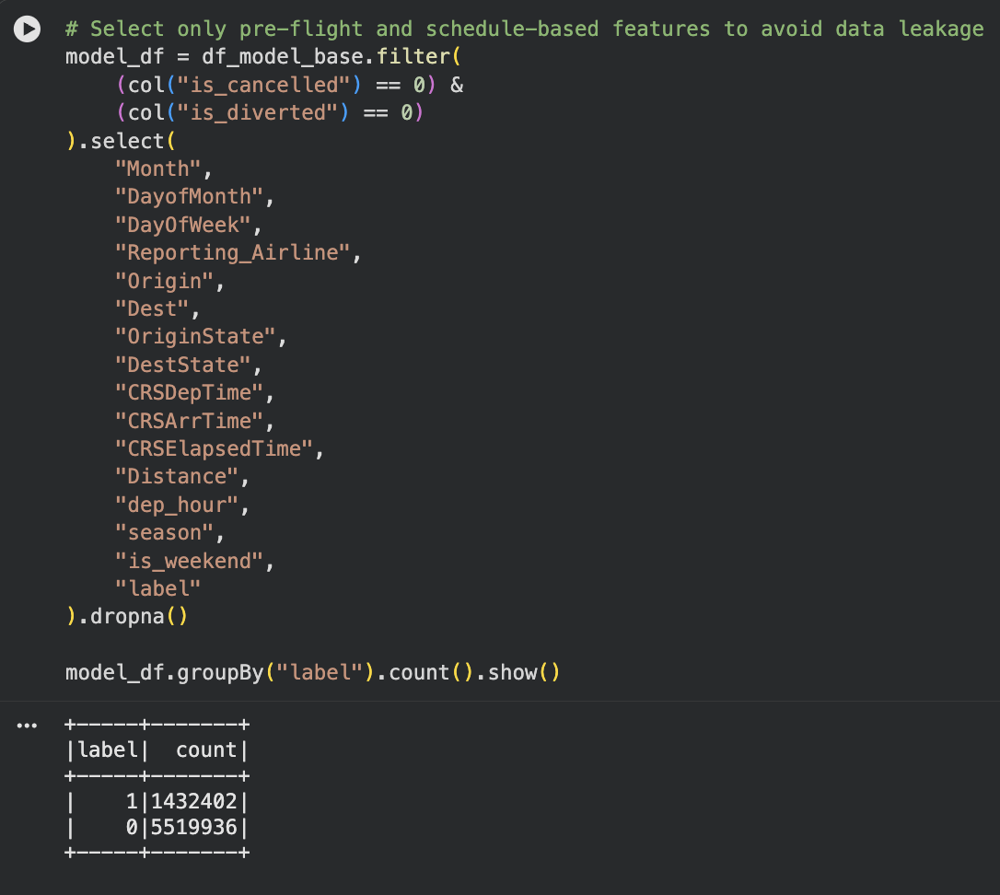 # Select only pre-flight and schedule-based features to avoid data leakage
model_df = df_model_base.filter(
    (col("is_cancelled") == 0) &
    (col("is_diverted") == 0)
).select(
    "Month",
    "DayofMonth",
    "DayOfWeek",
    "Reporting_Airline",
    "Origin",
    "Dest",
    "OriginState",
    "DestState",
    "CRSDepTime",
    "CRSArrTime",
    "CRSElapsedTime",
    "Distance",
    "dep_hour",
    "season",
    "is_weekend",
    "label"
).dropna()

model_df.groupBy("label").count().show()
+-----+-------+
|label|  count|
+-----+-------+
|    1|1432402|
|    0|5519936|
+-----+-------+